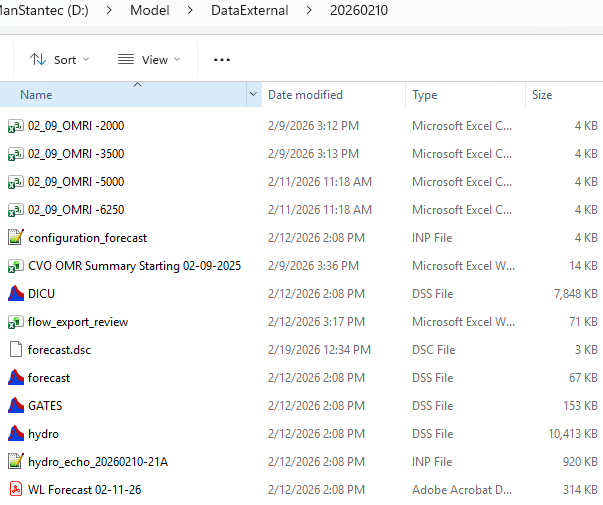 ManStantec (D:) > Model > DataExternal > 20260210
Sort View ...
Name Date modified Type Size
02_09_OMRI -2000 2/9/2026 3:12 PM Microsoft Excel C... 4 KB
02_09_OMRI -3500 2/9/2026 3:13 PM Microsoft Excel C... 4 KB
02_09_OMRI -5000 2/11/2026 11:18 AM Microsoft Excel C... 4 KB
02_09_OMRI -6250 2/11/2026 11:18 AM Microsoft Excel C... 4 KB
configuration_forecast 2/12/2026 2:08 PM INP File 4 KB
CVO OMR Summary Starting 02-09-2025 2/9/2026 3:36 PM Microsoft Excel W... 14 KB
DICU 2/12/2026 2:08 PM DSS File 7,848 KB
flow_export_review 2/12/2026 3:17 PM Microsoft Excel W... 71 KB
forecast.dsc 2/19/2026 12:34 PM DSC File 3 KB
forecast 2/12/2026 2:08 PM DSS File 67 KB
GATES 2/12/2026 2:08 PM DSS File 153 KB
hydro 2/12/2026 2:08 PM DSS File 10,413 KB
hydro_echo_20260210-21A 2/12/2026 2:08 PM INP File 920 KB
WL Forecast 02-11-26 2/12/2026 2:08 PM Adobe Acrobat D... 314 KB